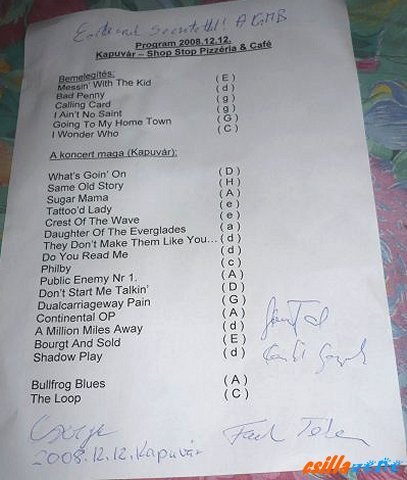 A GMB
Program 2008.12.12.
Kapuvár – Shop Stop Pizzéria & Café
Bemelegítés:
Messin' With The Kid (E)
Bad Penny (d)
Calling Card (g)
I Ain't No Saint (g)
Going To My Home Town (G)
I Wonder Who (C)
A koncert maga (Kapuvár):
What's Goin' On (D)
Same Old Story (H)
Sugar Mama (A)
Tattoo'd Lady (e)
Crest Of The Wave (e)
Daughter Of The Everglades (a)
They Don't Make Them Like You... (d)
Do You Read Me (d)
Philby (c)
Public Enemy Nr 1. (A)
Don't Start Me Talkin' (D)
Dualcarriageway Pain (G)
Continental OP (A)
A Million Miles Away (d)
Bourgt And Sold (E)
Shadow Play (d)
Bullfrog Blues (A)
The Loop (C)
2008.12.12. Kapuvár